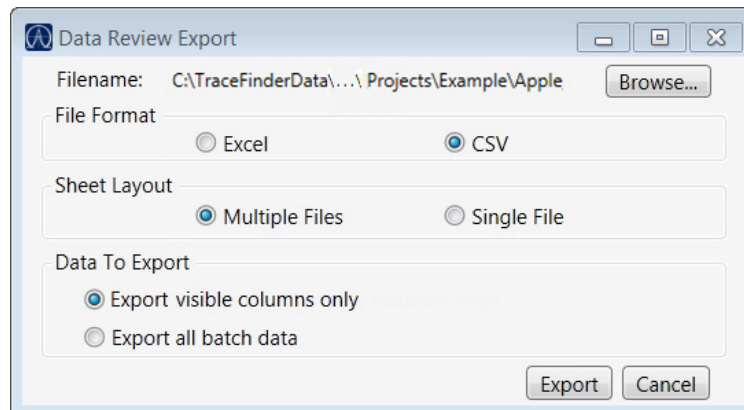 Data Review Export
Filename: C:\TraceFinderData\...\ Projects\Example\Apple Browse...
File Format
Excel CSV
Sheet Layout
Multiple Files Single File
Data To Export
Export visible columns only
Export all batch data
Export Cancel